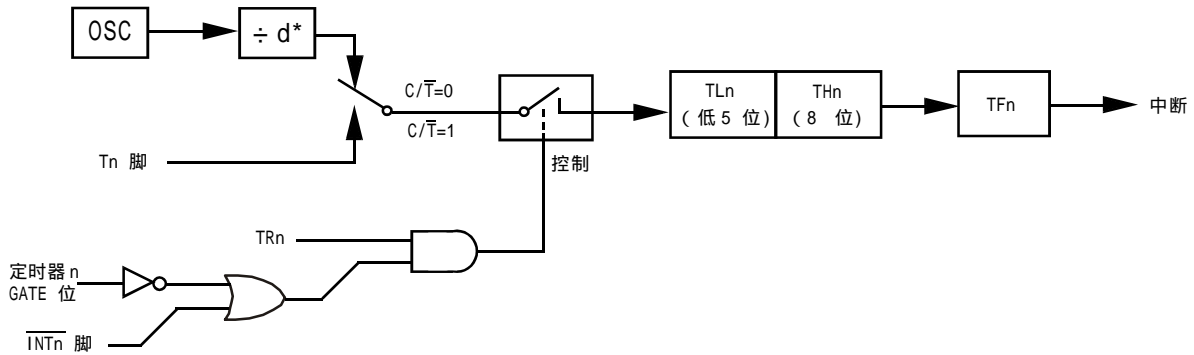 OSC
÷ d*
C/T̅=0
C/T̅=1
Tn 脚
控制
TLn
(低5 位)
THn
(8 位)
TFn
中断
TRn
定时器n
GATE 位
I̅N̅T̅n̅ 脚